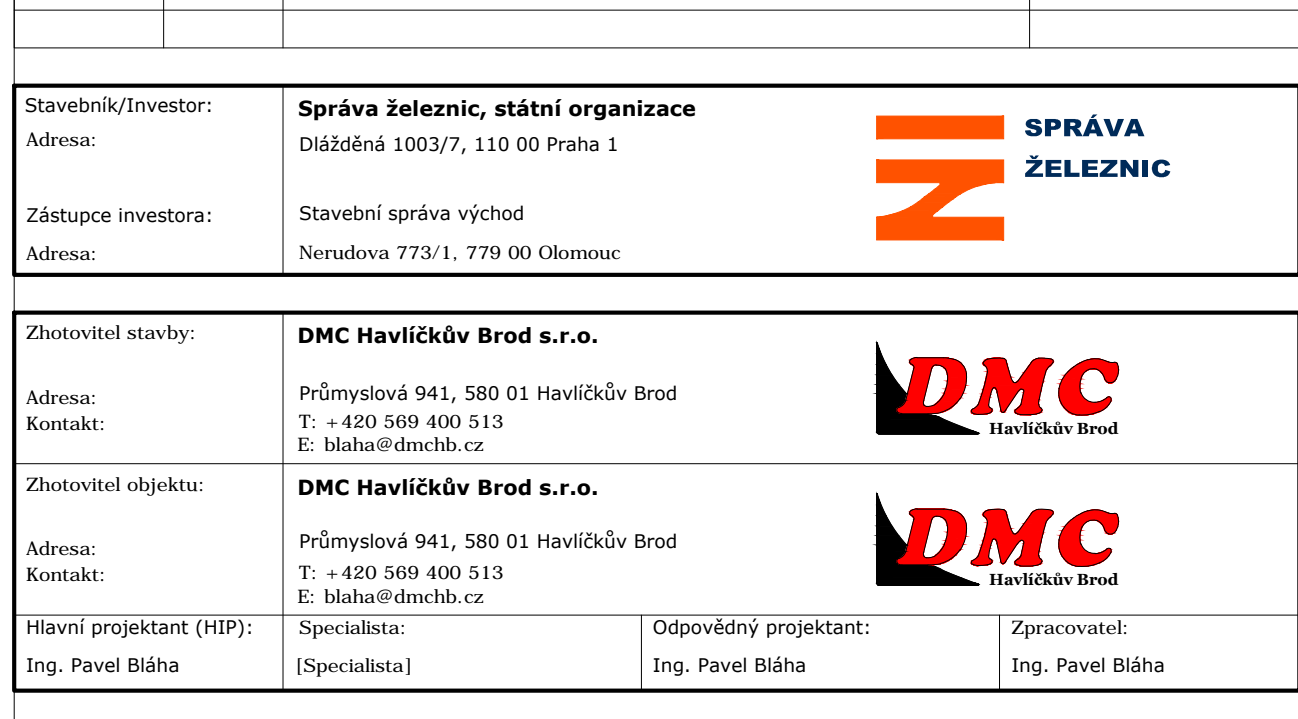 Stavebník/Investor: Správa železnic, státní organizace
Adresa: Dlážděná 1003/7, 110 00 Praha 1
SPRÁVA
ŽELEZNIC
Zástupce investora: Stavební správa východ
Adresa: Nerudova 773/1, 779 00 Olomouc
Zhotovitel stavby: DMC Havlíčkův Brod s.r.o.
Adresa: Průmyslová 941, 580 01 Havlíčkův Brod
Kontakt: T: +420 569 400 513
E: blaha@dmchb.cz
DMC
Havlíčkův Brod
Zhotovitel objektu: DMC Havlíčkův Brod s.r.o.
Adresa: Průmyslová 941, 580 01 Havlíčkův Brod
Kontakt: T: +420 569 400 513
E: blaha@dmchb.cz
DMC
Havlíčkův Brod
Hlavní projektant (HIP): Specialista: Odpovědný projektant: Zpracovatel:
Ing. Pavel Bláha [Specialista] Ing. Pavel Bláha Ing. Pavel Bláha